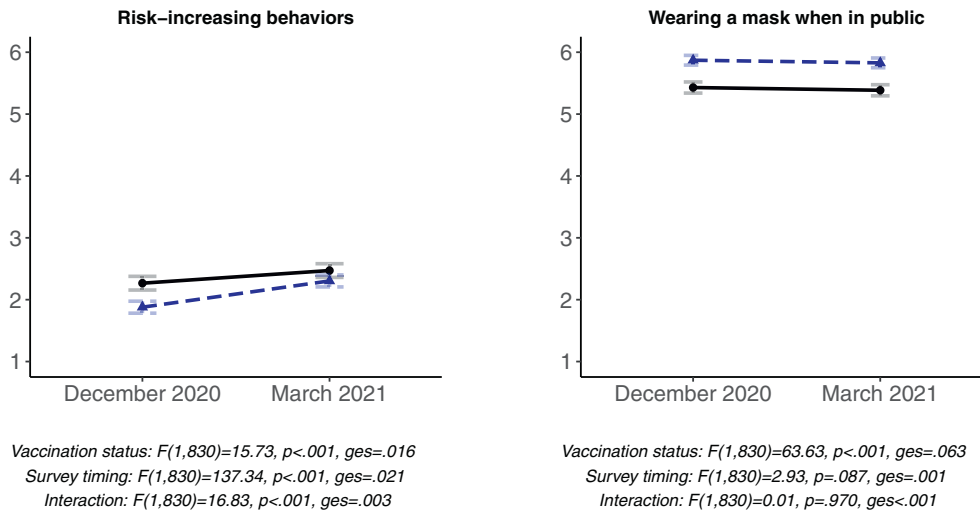 Risk−increasing behaviors
6
5
4
3
2
1
December 2020 March 2021
Vaccination status: F(1,830)=15.73, p<.001, ges=.016
Survey timing: F(1,830)=137.34, p<.001, ges=.021
Interaction: F(1,830)=16.83, p<.001, ges=.003
Wearing a mask when in public
6
5
4
3
2
1
December 2020 March 2021
Vaccination status: F(1,830)=63.63, p<.001, ges=.063
Survey timing: F(1,830)=2.93, p=.087, ges=.001
Interaction: F(1,830)=0.01, p=.970, ges<.001